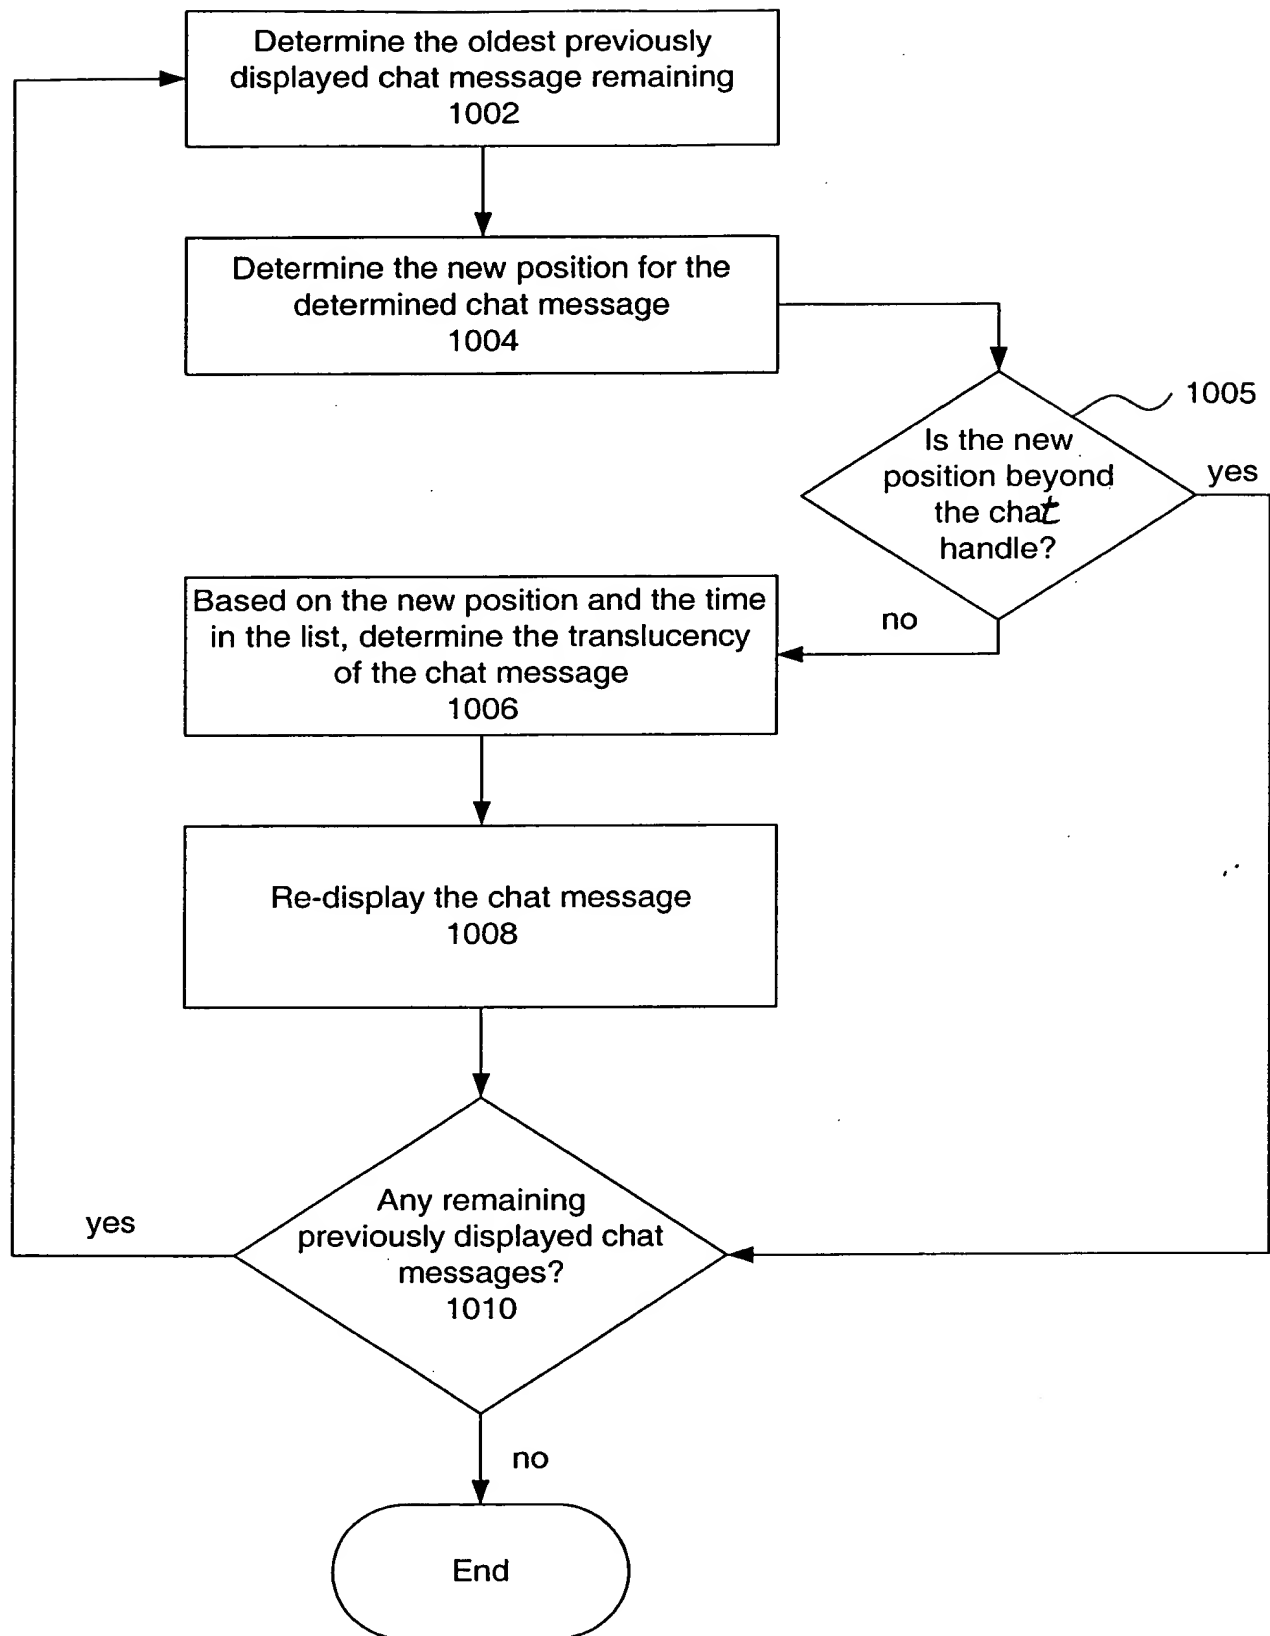 Determine the oldest previously
displayed chat message remaining
1002
Determine the new position for the
determined chat message
1004
1005
Is the new
position beyond
the chat
handle?
yes
no
Based on the new position and the time
in the list, determine the translucency
of the chat message
1006
Re-display the chat message
1008
Any remaining
previously displayed chat
messages?
1010
yes
no
End